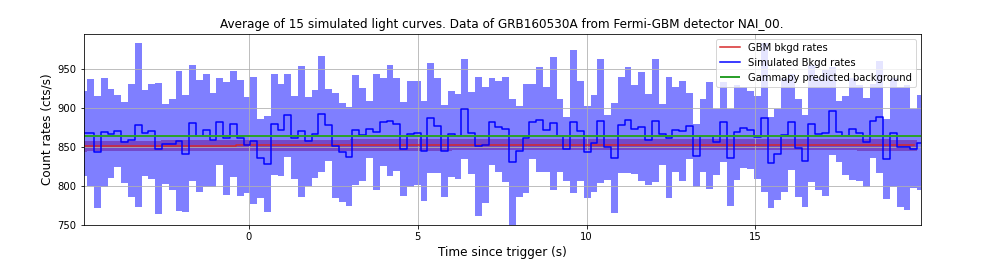 Average of 15 simulated light curves. Data of GRB160530A from Fermi-GBM detector NAI_00.
Count rates (cts/s)
950
900
850
800
750
GBM bkgd rates
Simulated Bkgd rates
Gammapy predicted background
0
5
10
15
Time since trigger (s)